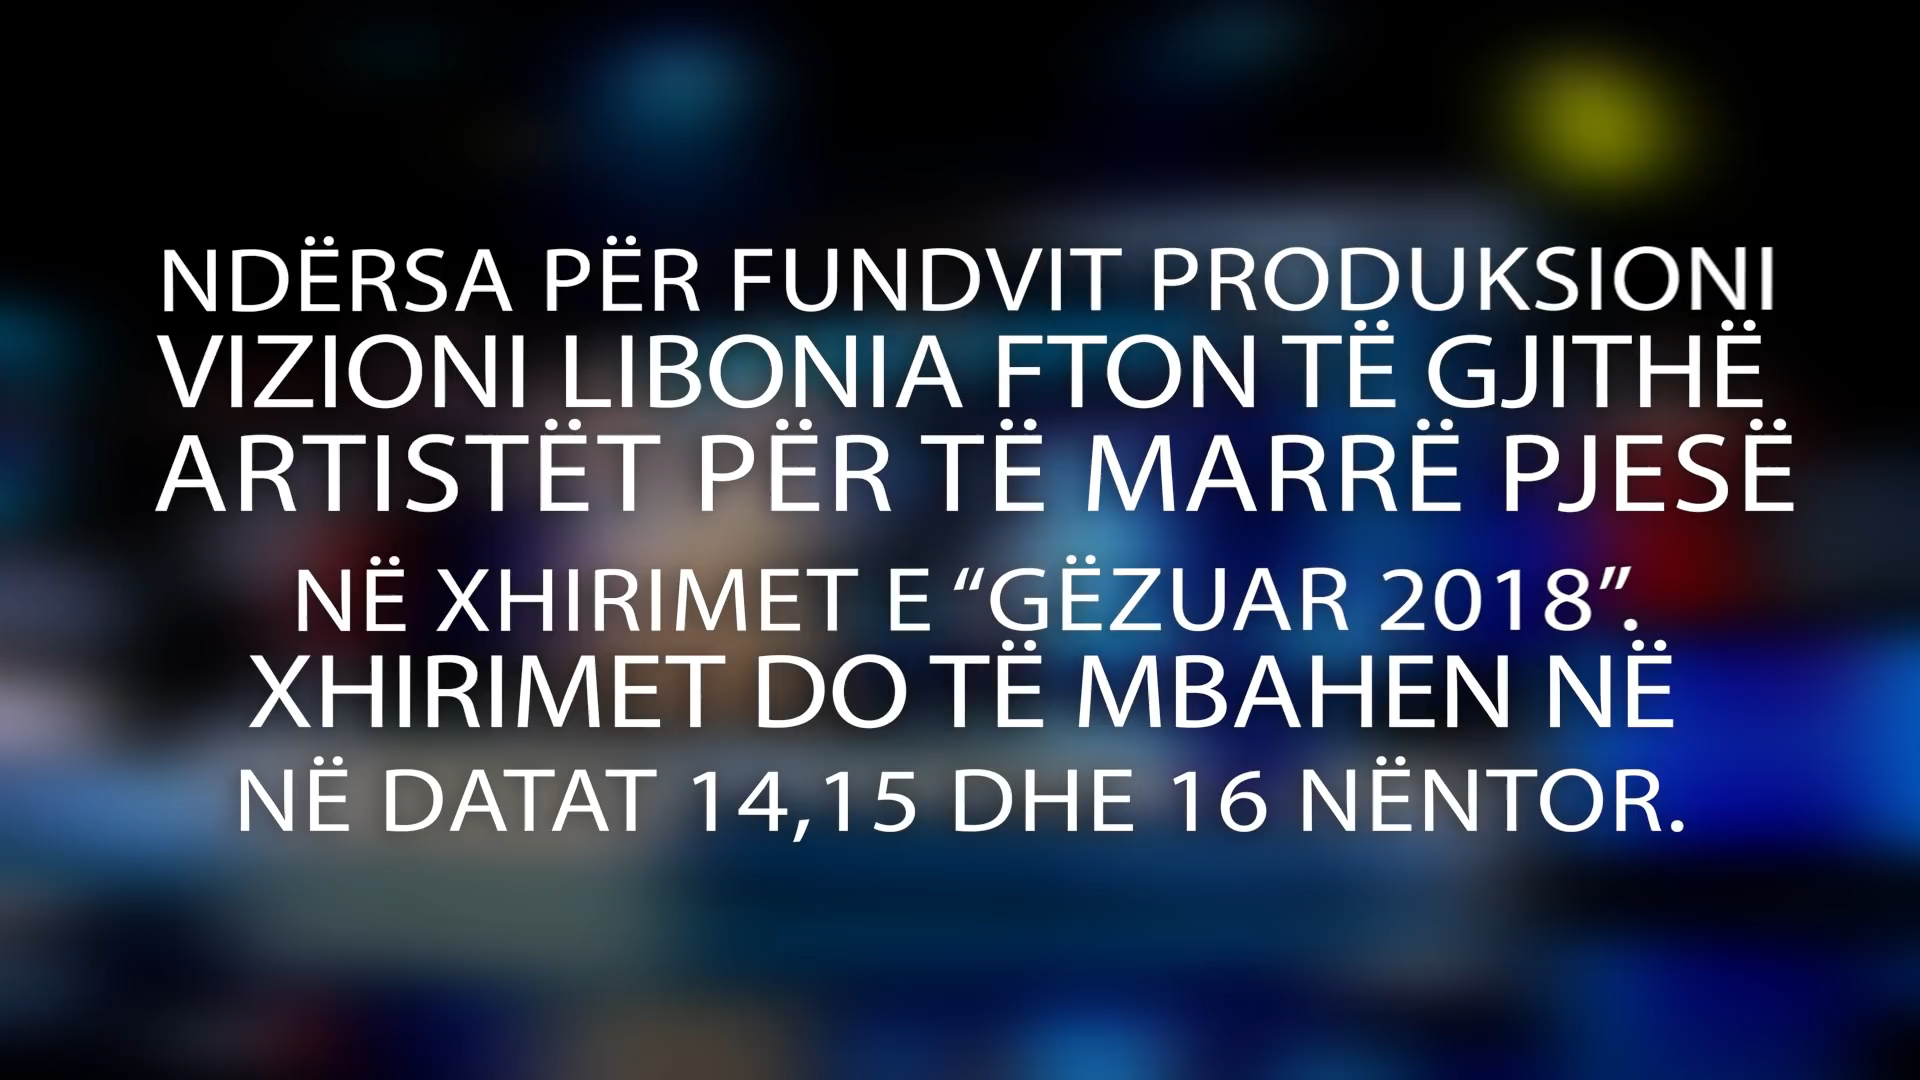 NDËRSA PËR FUNDVIT PRODUKSIONI
VIZIONI LIBONIA FTON TË GJITHË
ARTISTËT PËR TË MARRË PJESË
NË XHIRIMET E “GËZUAR 2018”.
XHIRIMET DO TË MBAHEN NË
NË DATAT 14,15 DHE 16 NËNTOR.